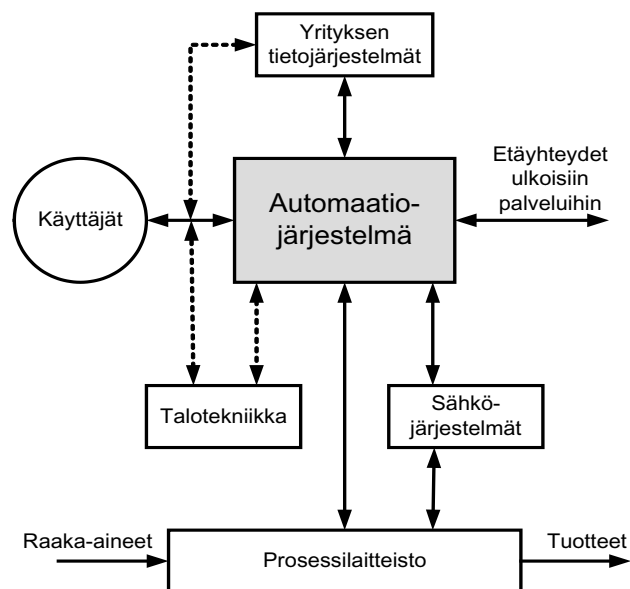 Yrityksen
tietojärjestelmät
Etäyhteydet
ulkoisiin
palveluihin
Käyttäjät
Automaatio-
järjestelmä
Talotekniikka
Sähkö-
järjestelmät
Raaka-aineet
Prosessilaitteisto
Tuotteet